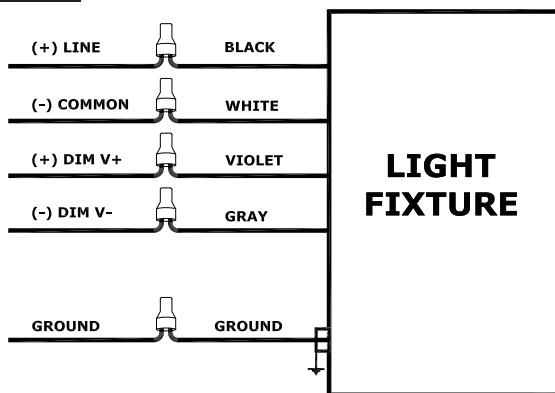 (+) LINE BLACK
(-) COMMON WHITE
(+) DIM V+ VIOLET
(-) DIM V- GRAY
GROUND GROUND
LIGHT
FIXTURE